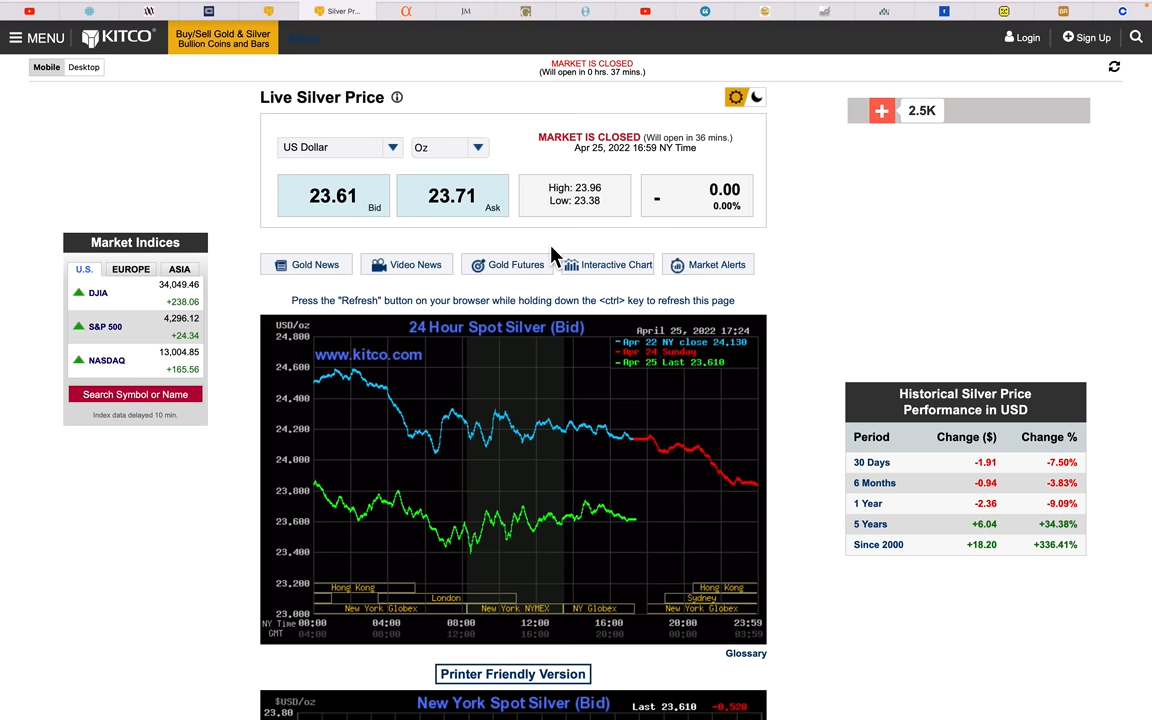 Silver Pr...
MENU
KITCO
Buy/Sell Gold & Silver
Bullion Coins and Bars
Login
Sign Up
Mobile
Desktop
MARKET IS CLOSED
(Will open in 0 hrs. 37 mins.)
Live Silver Price
2.5K
US Dollar
Oz
MARKET IS CLOSED (Will open in 36 mins.)
Apr 25, 2022 16:59 NY Time
23.61 Bid
23.71 Ask
High: 23.96
Low: 23.38
- 0.00
0.00%
Market Indices
U.S. EUROPE ASIA
DJIA 34,049.46
+238.06
S&P 500 4,296.12
+24.34
NASDAQ 13,004.85
+165.56
Search Symbol or Name
Index data delayed 10 min.
Gold News
Video News
Gold Futures
Interactive Chart
Market Alerts
Press the "Refresh" button on your browser while holding down the <ctrl> key to refresh this page
USD/oz
24 Hour Spot Silver (Bid)
April 25, 2022 17:24
www.kitco.com
Apr 22 NY close 24.130
Apr 24 Sunday
Apr 25 Last 23.610
24.800
24.600
24.400
24.200
24.000
23.800
23.600
23.400
23.200
23.000
Hong Kong
Hong Kong
London
Sydney
New York Globex
New York NYMEX
NY Globex
New York Globex
NY Time 00:00 04:00 08:00 12:00 16:00 20:00 23:59
GMT 04:00 08:00 12:00 16:00 20:00 00:00 03:59
Glossary
Printer Friendly Version
$USD/oz
New York Spot Silver (Bid)
Last 23.610 -0.520
23.80
Historical Silver Price
Performance in USD
Period Change ($) Change %
30 Days -1.91 -7.50%
6 Months -0.94 -3.83%
1 Year -2.36 -9.09%
5 Years +6.04 +34.38%
Since 2000 +18.20 +336.41%